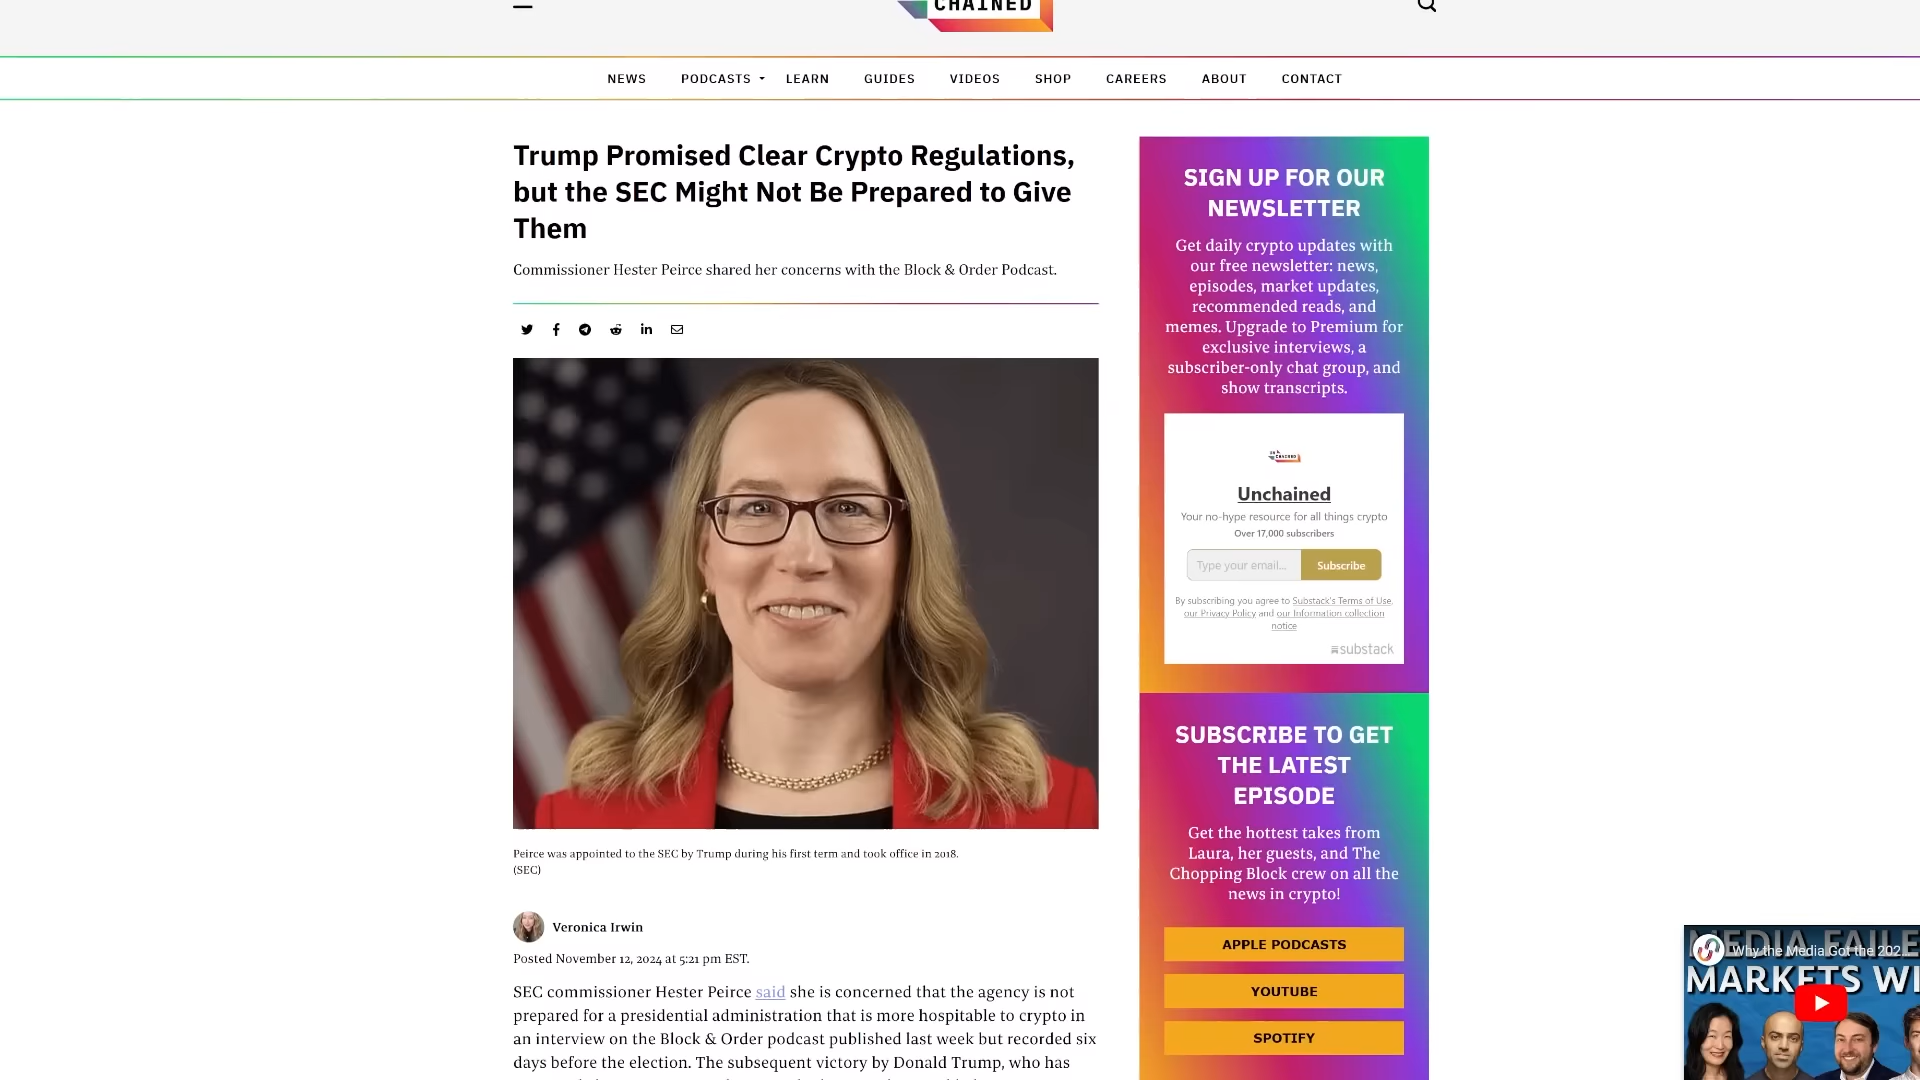 CHAINED
NEWS PODCASTS LEARN GUIDES VIDEOS SHOP CAREERS ABOUT CONTACT
Trump Promised Clear Crypto Regulations,
but the SEC Might Not Be Prepared to Give
Them
Commissioner Hester Peirce shared her concerns with the Block & Order Podcast.
Peirce was appointed to the SEC by Trump during his first term and took office in 2018.
(SEC)
Veronica Irwin
Posted November 12, 2024 at 5:21 pm EST.
SEC commissioner Hester Peirce said she is concerned that the agency is not
prepared for a presidential administration that is more hospitable to crypto in
an interview on the Block & Order podcast published last week but recorded six
days before the election. The subsequent victory by Donald Trump, who has
SIGN UP FOR OUR
NEWSLETTER
Get daily crypto updates with
our free newsletter: news,
episodes, market updates,
recommended reads, and
memes. Upgrade to Premium for
exclusive interviews, a
subscriber-only chat group, and
show transcripts.
CHAINED
Unchained
Your no-hype resource for all things crypto
Over 17,000 subscribers
Type your email... Subscribe
By subscribing you agree to Substack's Terms of Use,
our Privacy Policy and our Information collection
notice
substack
SUBSCRIBE TO GET
THE LATEST
EPISODE
Get the hottest takes from
Laura, her guests, and The
Chopping Block crew on all the
news in crypto!
APPLE PODCASTS
YOUTUBE
SPOTIFY
MEDIA FAILE
Why the Media Got the 202...
MARKETS WI